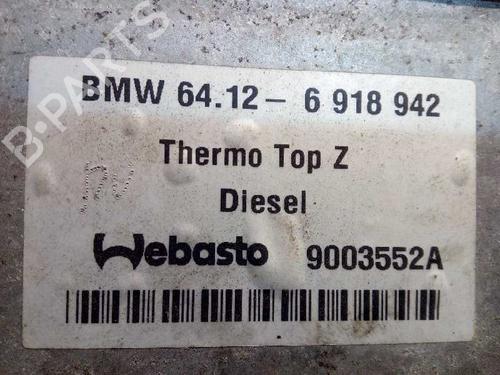 B-PARTS
BMW 64.12- 6 918 942
Thermo Top Z
Diesel
Webasto 9003552A